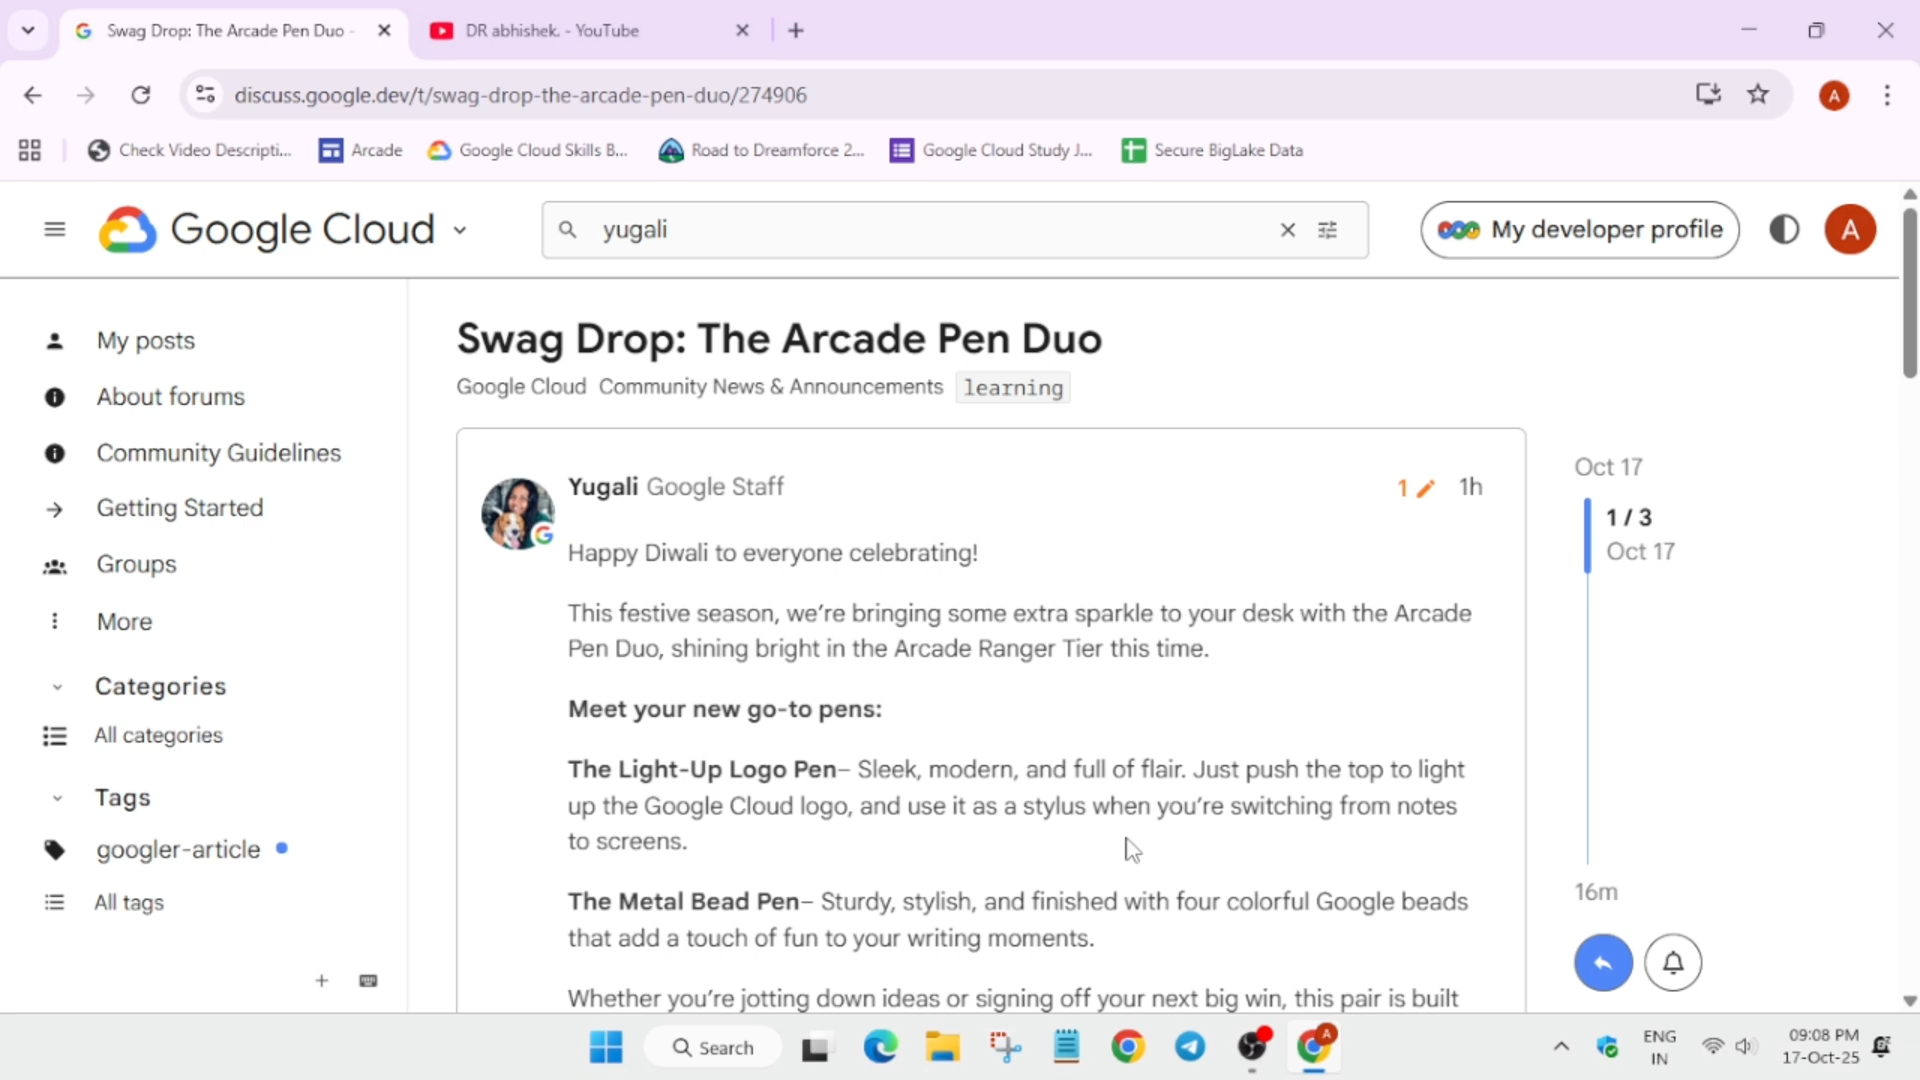 Swag Drop: The Arcade Pen Duo -
DR abhishek. - YouTube
discuss.google.dev/t/swag-drop-the-arcade-pen-duo/274906
A
Check Video Descripti...
Arcade
Google Cloud Skills B...
Road to Dreamforce 2...
Google Cloud Study J...
Secure BigLake Data
Google Cloud
yugali
My developer profile
A
My posts
About forums
Community Guidelines
Getting Started
Groups
More
Categories
All categories
Tags
googler-article
All tags
Swag Drop: The Arcade Pen Duo
Google Cloud Community News & Announcements learning
Yugali Google Staff
1
1h
Happy Diwali to everyone celebrating!
This festive season, we're bringing some extra sparkle to your desk with the Arcade
Pen Duo, shining bright in the Arcade Ranger Tier this time.
Meet your new go-to pens:
The Light-Up Logo Pen– Sleek, modern, and full of flair. Just push the top to light
up the Google Cloud logo, and use it as a stylus when you're switching from notes
to screens.
The Metal Bead Pen– Sturdy, stylish, and finished with four colorful Google beads
that add a touch of fun to your writing moments.
Whether you're jotting down ideas or signing off your next big win, this pair is built
Oct 17
1 / 3
Oct 17
16m
Search
A
ENG
IN
09:08 PM
17-Oct-25